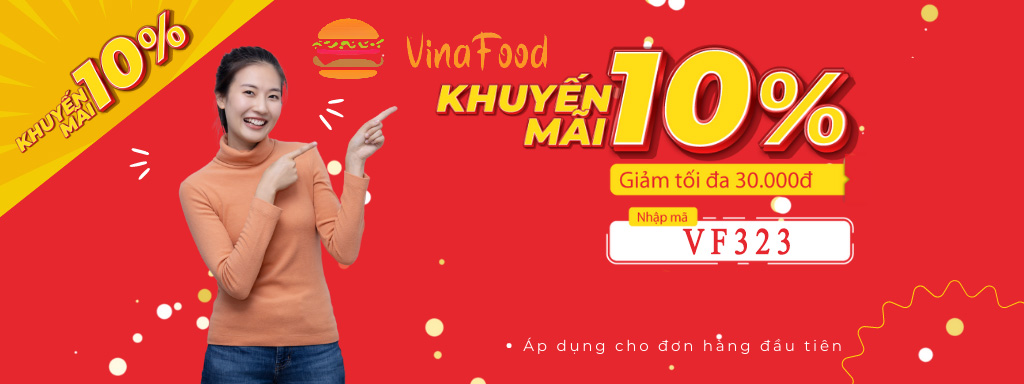 KHUYẾN
MÃI
10%
VinaFood
KHUYẾN
MÃI
10%
Giảm tối đa 30.000đ
Nhập mã
VF323
• Áp dụng cho đơn hàng đầu tiên